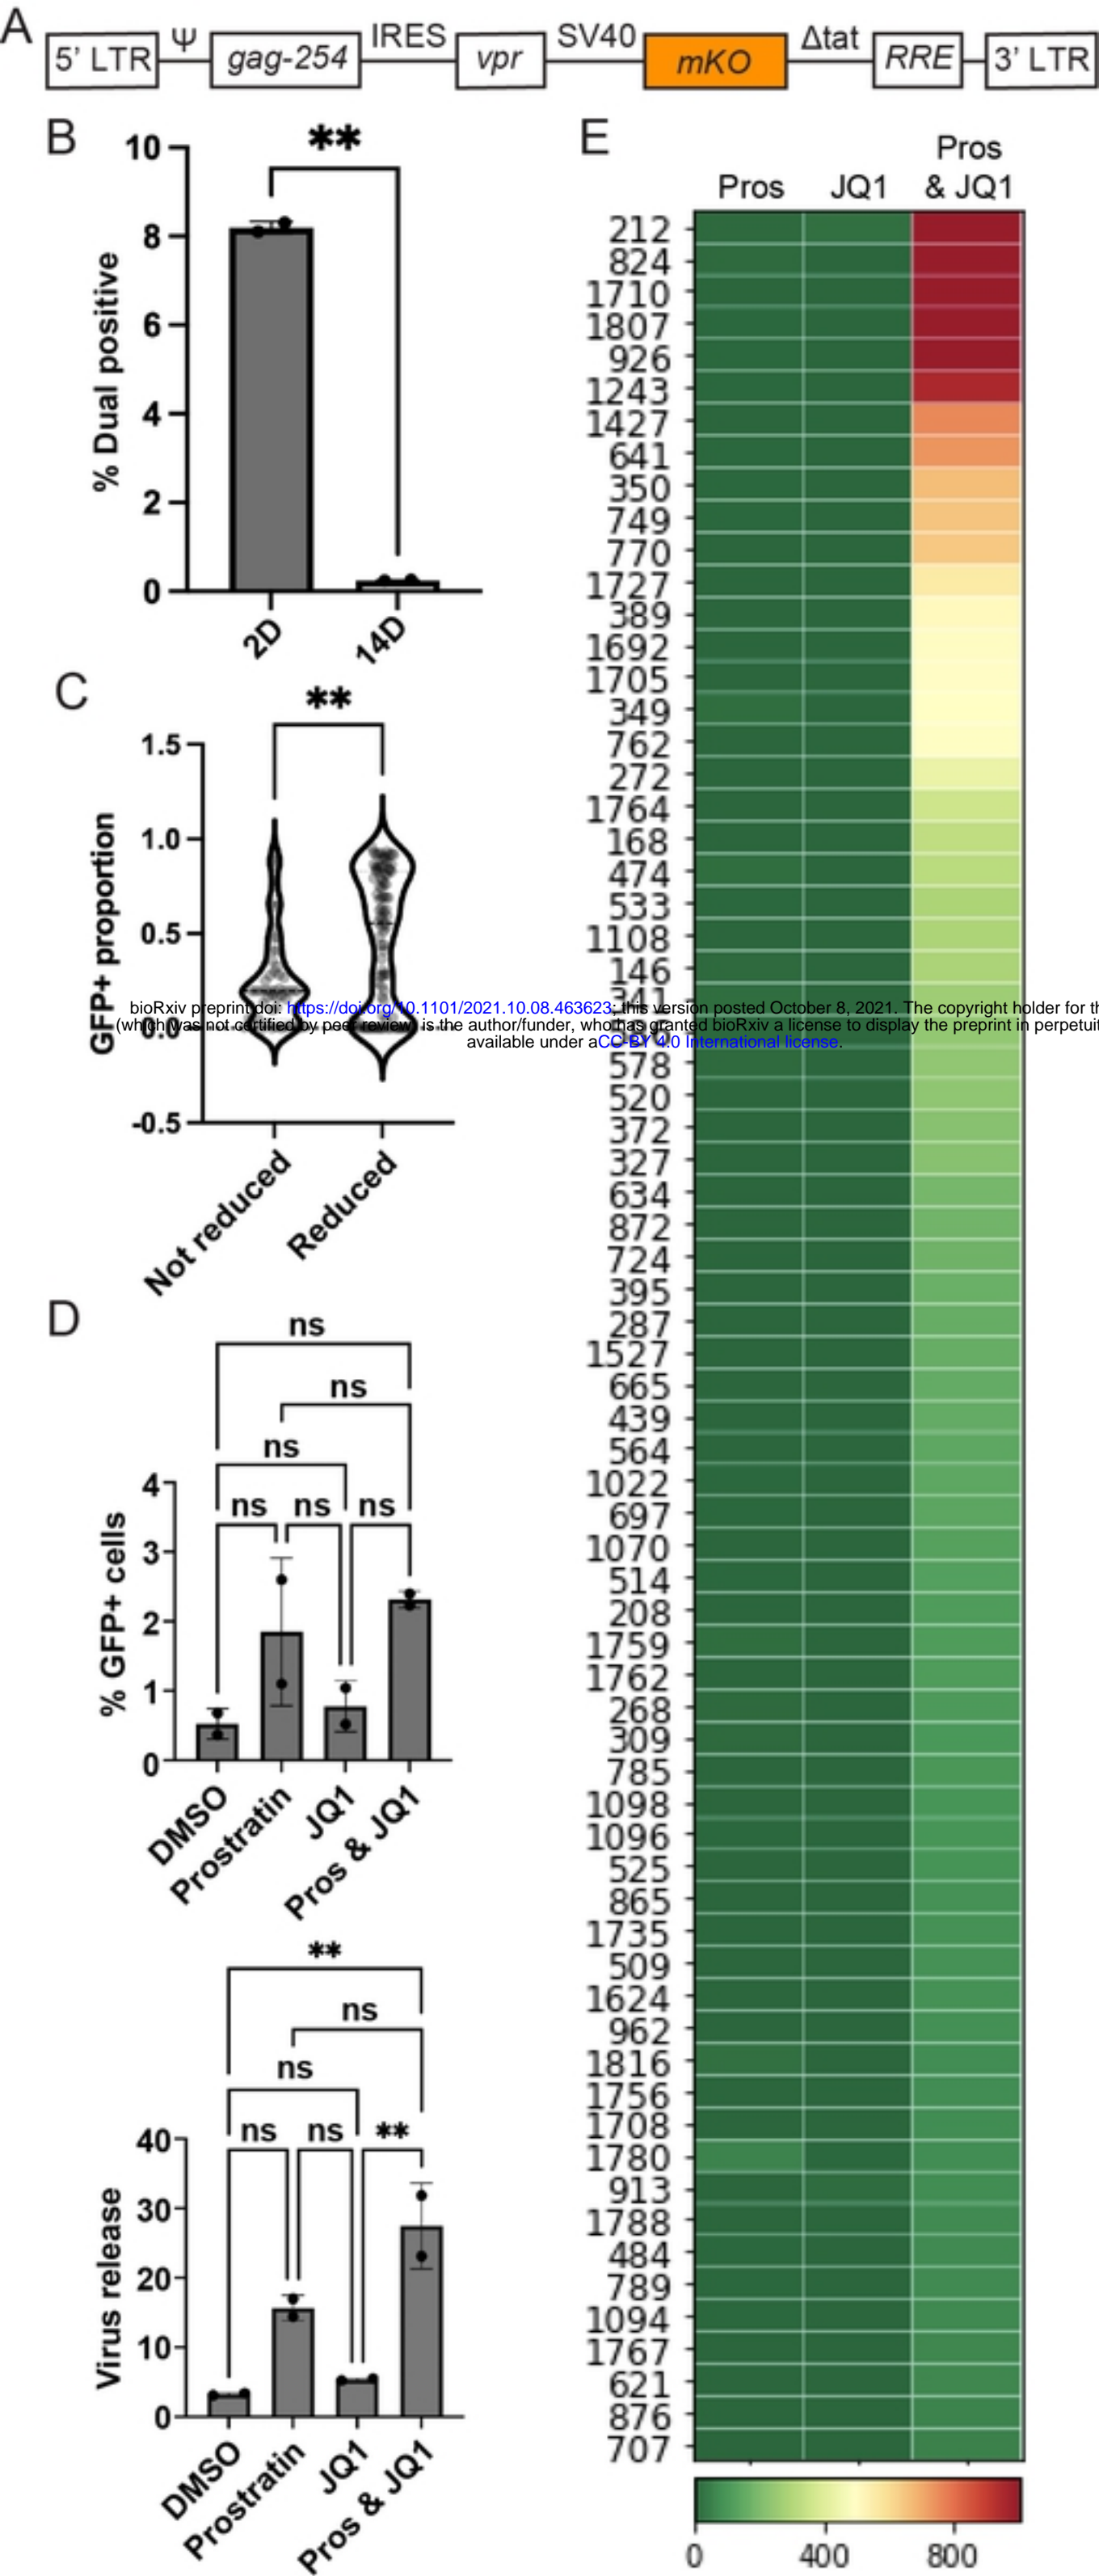 A
5' LTR
Ψ
gag-254
IRES
vpr
SV40
mKO
Δtat
RRE
3' LTR
B
**
% Dual positive
10
8
6
4
2
0
2D
14D
C
**
GFP+ proportion
1.5
1.0
0.5
0.0
-0.5
Not reduced
Reduced
D
ns
ns
ns
ns
ns
ns
% GFP+ cells
4
3
2
1
0
DMSO
Prostratin
JQ1
Pros & JQ1
**
ns
ns
ns
ns
**
Virus release
40
30
20
10
0
DMSO
Prostratin
JQ1
Pros & JQ1
E
Pros
JQ1
Pros
& JQ1
212
824
1710
1807
926
1243
1427
641
350
749
770
1727
389
1692
1705
349
762
272
1764
168
474
533
1108
146
578
520
372
327
634
872
724
395
287
1527
665
439
564
1022
697
1070
514
208
1759
1762
268
309
785
1098
1096
525
865
1735
509
1624
962
1816
1756
1708
1780
913
1788
484
789
1094
1767
621
876
707
0
400
800
bioRxiv preprint doi: https://doi.org/10.1101/2021.10.08.463623; this version posted October 8, 2021. The copyright holder for th
(which was not certified by peer review) is the author/funder, who has granted bioRxiv a license to display the preprint in perpetui
available under aCC-BY 4.0 International license.